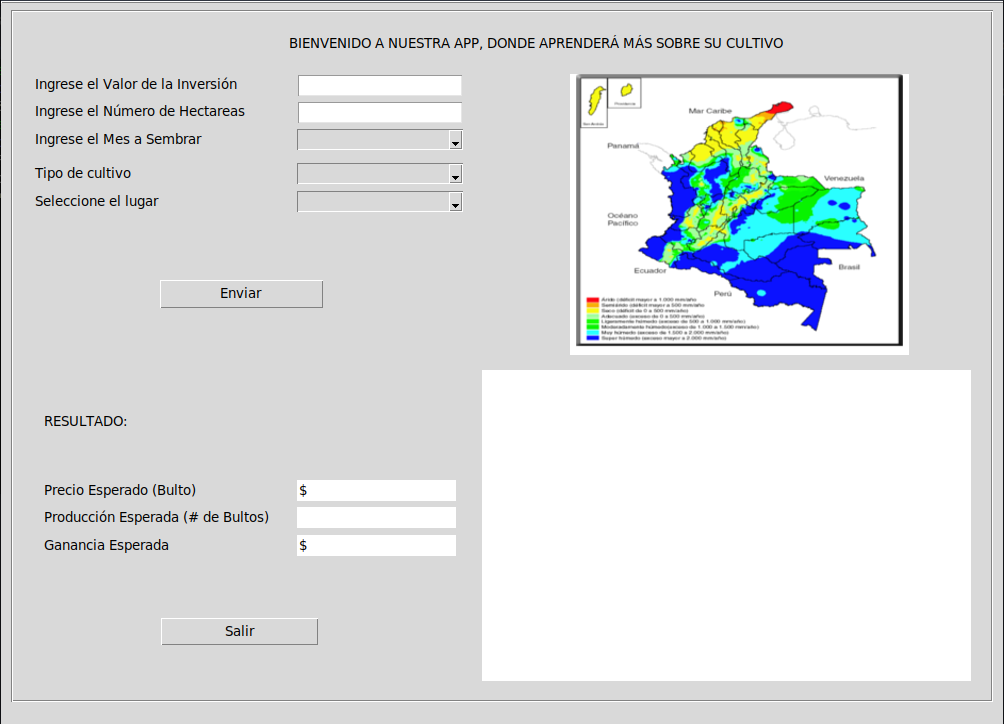 BIENVENIDO A NUESTRA APP, DONDE APRENDERÁ MÁS SOBRE SU CULTIVO
Ingrese el Valor de la Inversión
Ingrese el Número de Hectareas
Ingrese el Mes a Sembrar
Tipo de cultivo
Seleccione el lugar
Enviar
San Andres
Providencia
Mar Caribe
Panamá
Venezuela
Océano
Pacífico
Ecuador
Brasil
Perú
Árido (déficit mayor a 1.000 mm/año
Semiárido (déficit mayor a 500 mm/año
Seco (déficit de 0 a 500 mm/año)
Adecuado (exceso de 0 a 500 mm/año)
Ligeramente húmedo (exceso de 500 a 1.000 mm/año)
Moderadamente húmedo(exceso de 1.000 a 1.500 mm/año)
Muy húmedo (exceso de 1.500 a 2.000 mm/año)
Super húmedo (exceso mayor a 2.000 mm/año)
RESULTADO:
Precio Esperado (Bulto) $
Producción Esperada (# de Bultos)
Ganancia Esperada $
Salir